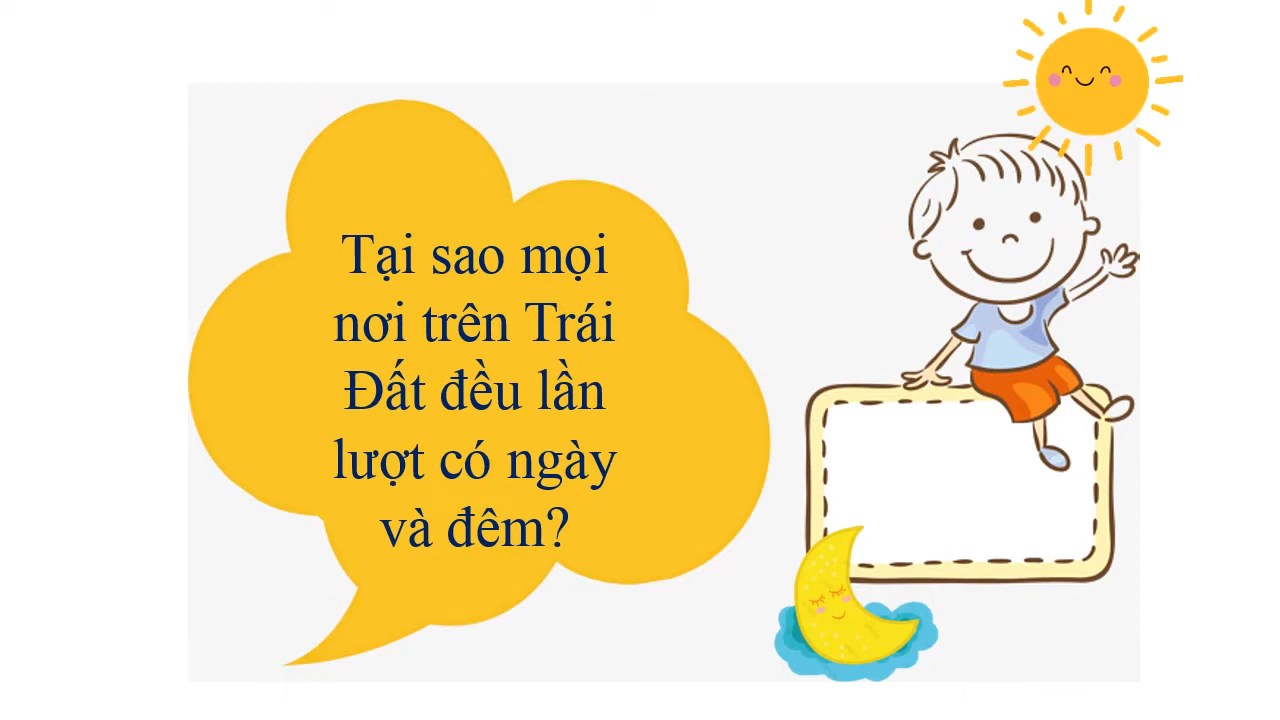 Tại sao mọi
nơi trên Trái
Đất đều lần
lượt có ngày
và đêm?